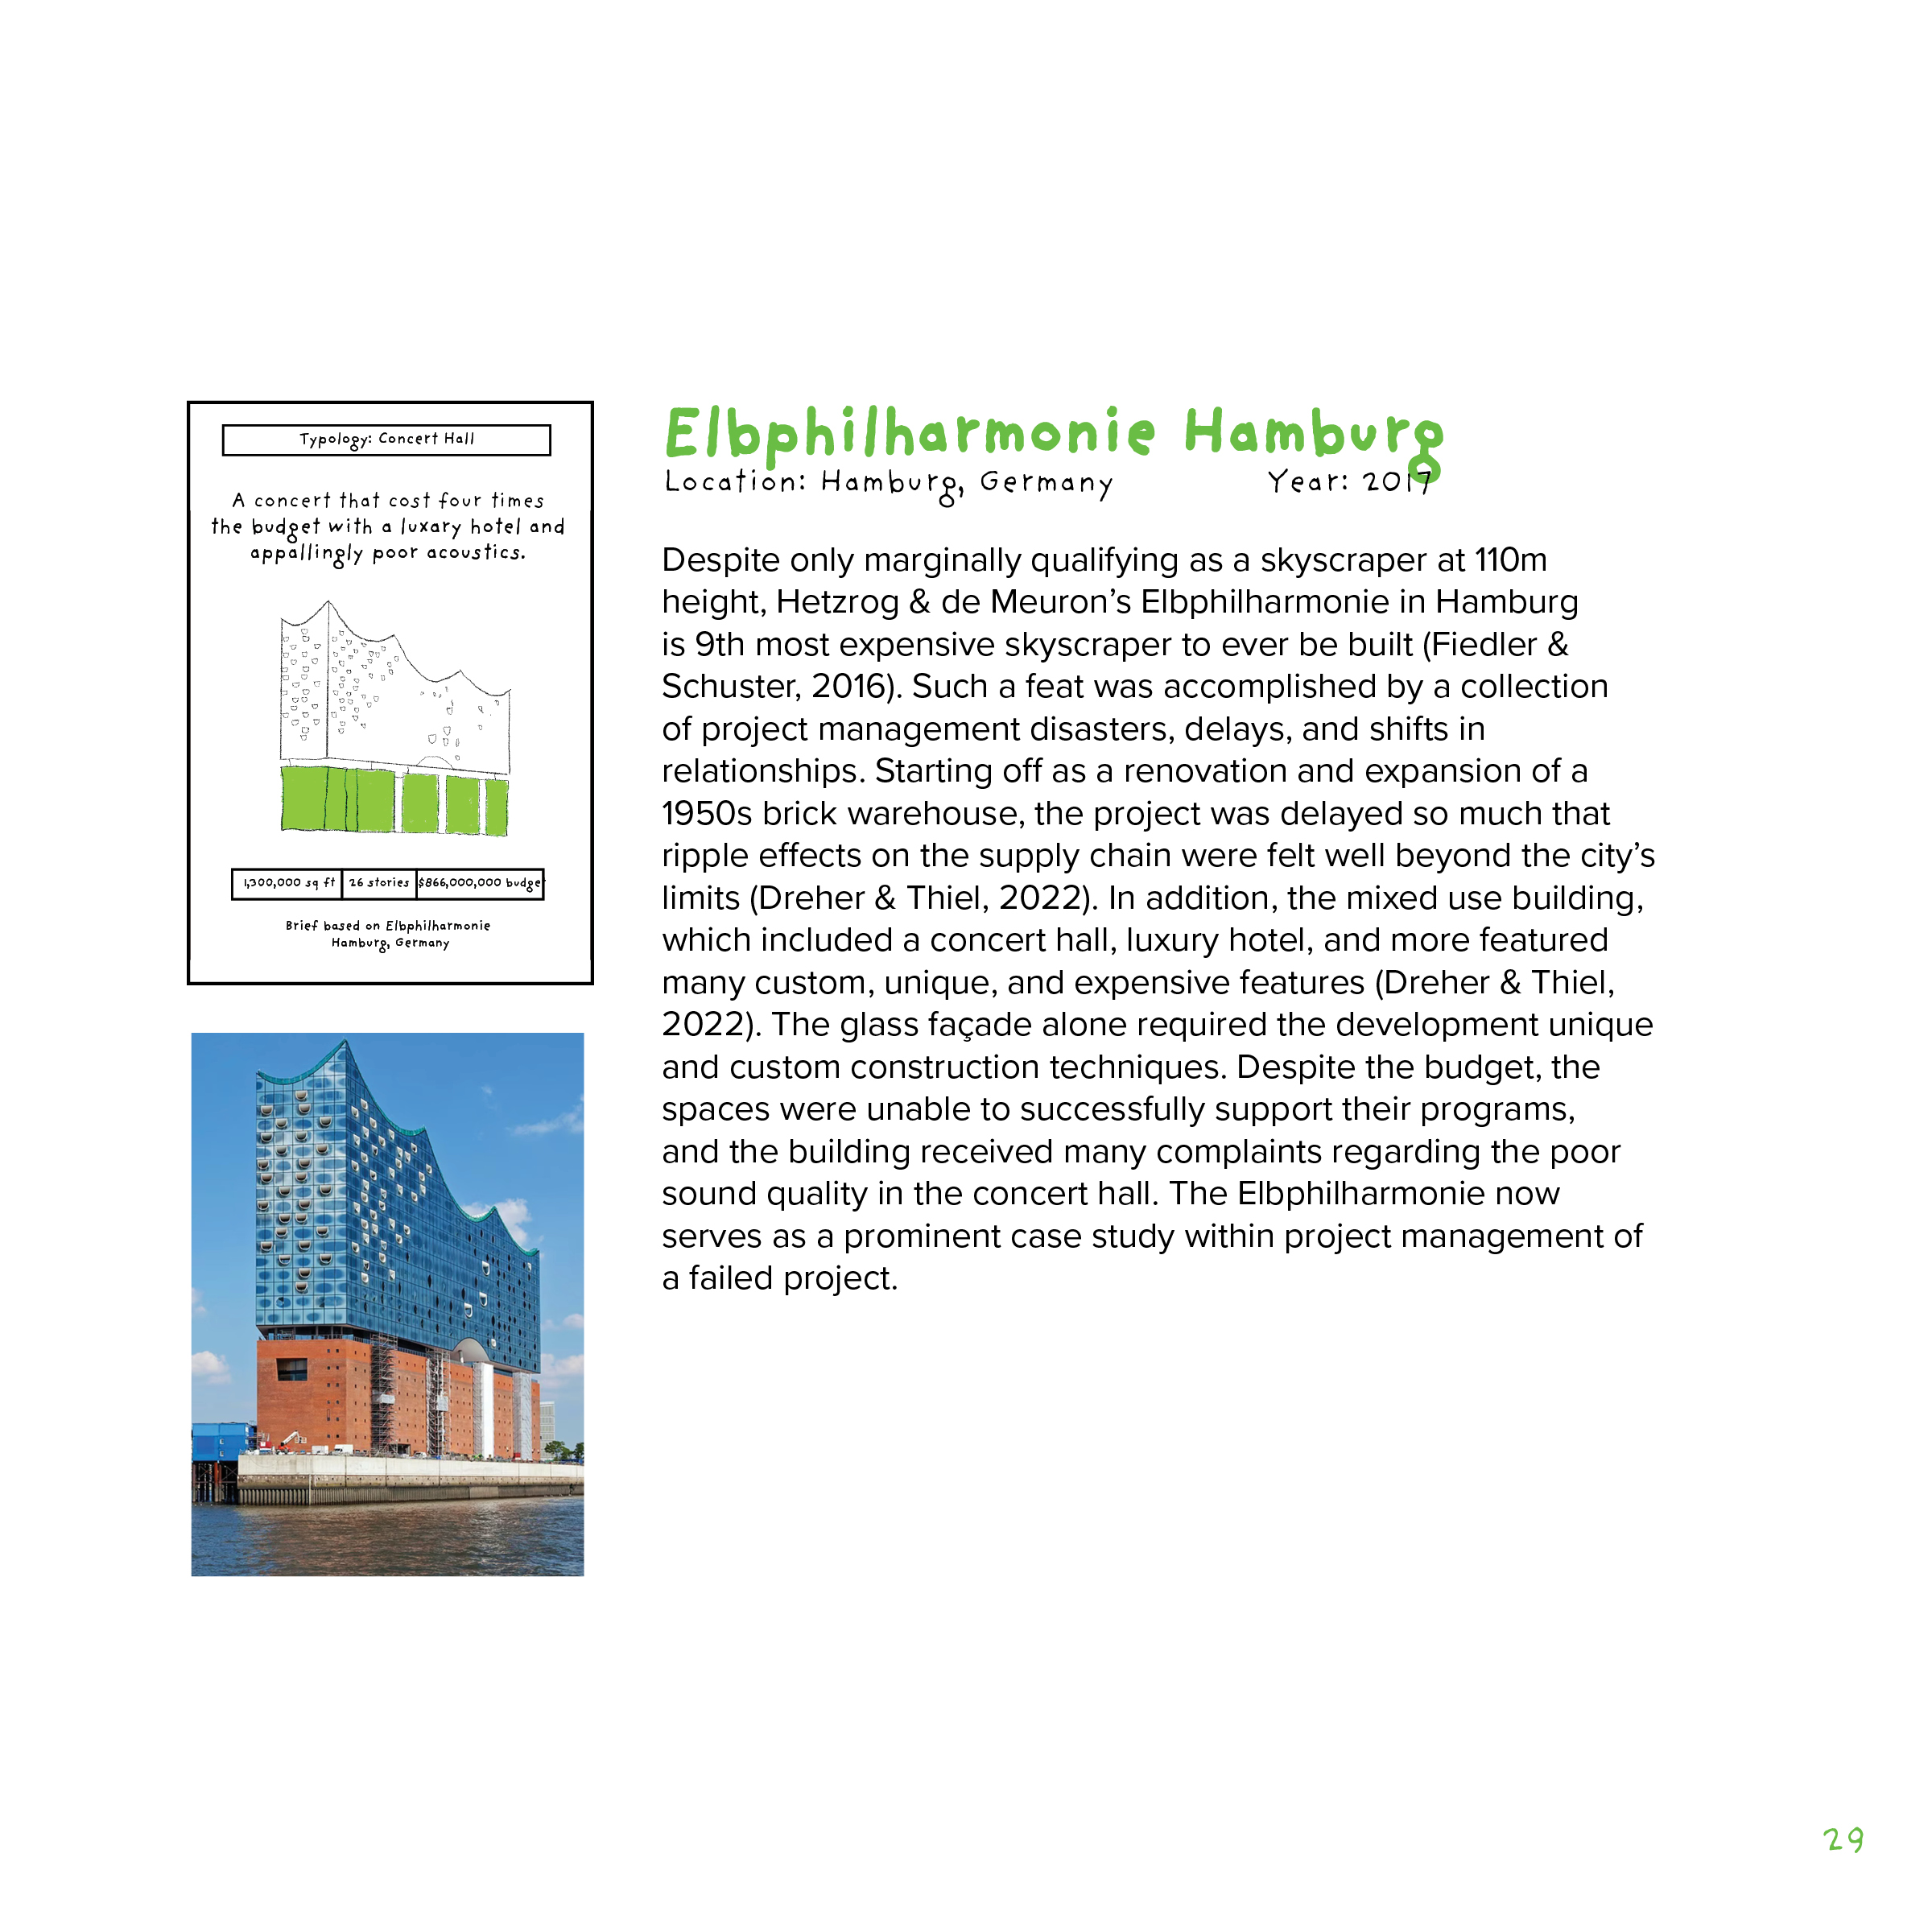 Typology: Concert Hall
A concert that cost four times
the budget with a luxary hotel and
appallingly poor acoustics.
1,300,000 sq ft 26 stories $866,000,000 budget
Brief based on Elbphilharmonie
Hamburg, Germany
Elbphilharmonie Hamburg
Location: Hamburg, Germany Year: 2017
Despite only marginally qualifying as a skyscraper at 110m
height, Hetzrog & de Meuron’s Elbphilharmonie in Hamburg
is 9th most expensive skyscraper to ever be built (Fiedler &
Schuster, 2016). Such a feat was accomplished by a collection
of project management disasters, delays, and shifts in
relationships. Starting off as a renovation and expansion of a
1950s brick warehouse, the project was delayed so much that
ripple effects on the supply chain were felt well beyond the city’s
limits (Dreher & Thiel, 2022). In addition, the mixed use building,
which included a concert hall, luxury hotel, and more featured
many custom, unique, and expensive features (Dreher & Thiel,
2022). The glass façade alone required the development unique
and custom construction techniques. Despite the budget, the
spaces were unable to successfully support their programs,
and the building received many complaints regarding the poor
sound quality in the concert hall. The Elbphilharmonie now
serves as a prominent case study within project management of
a failed project.
29